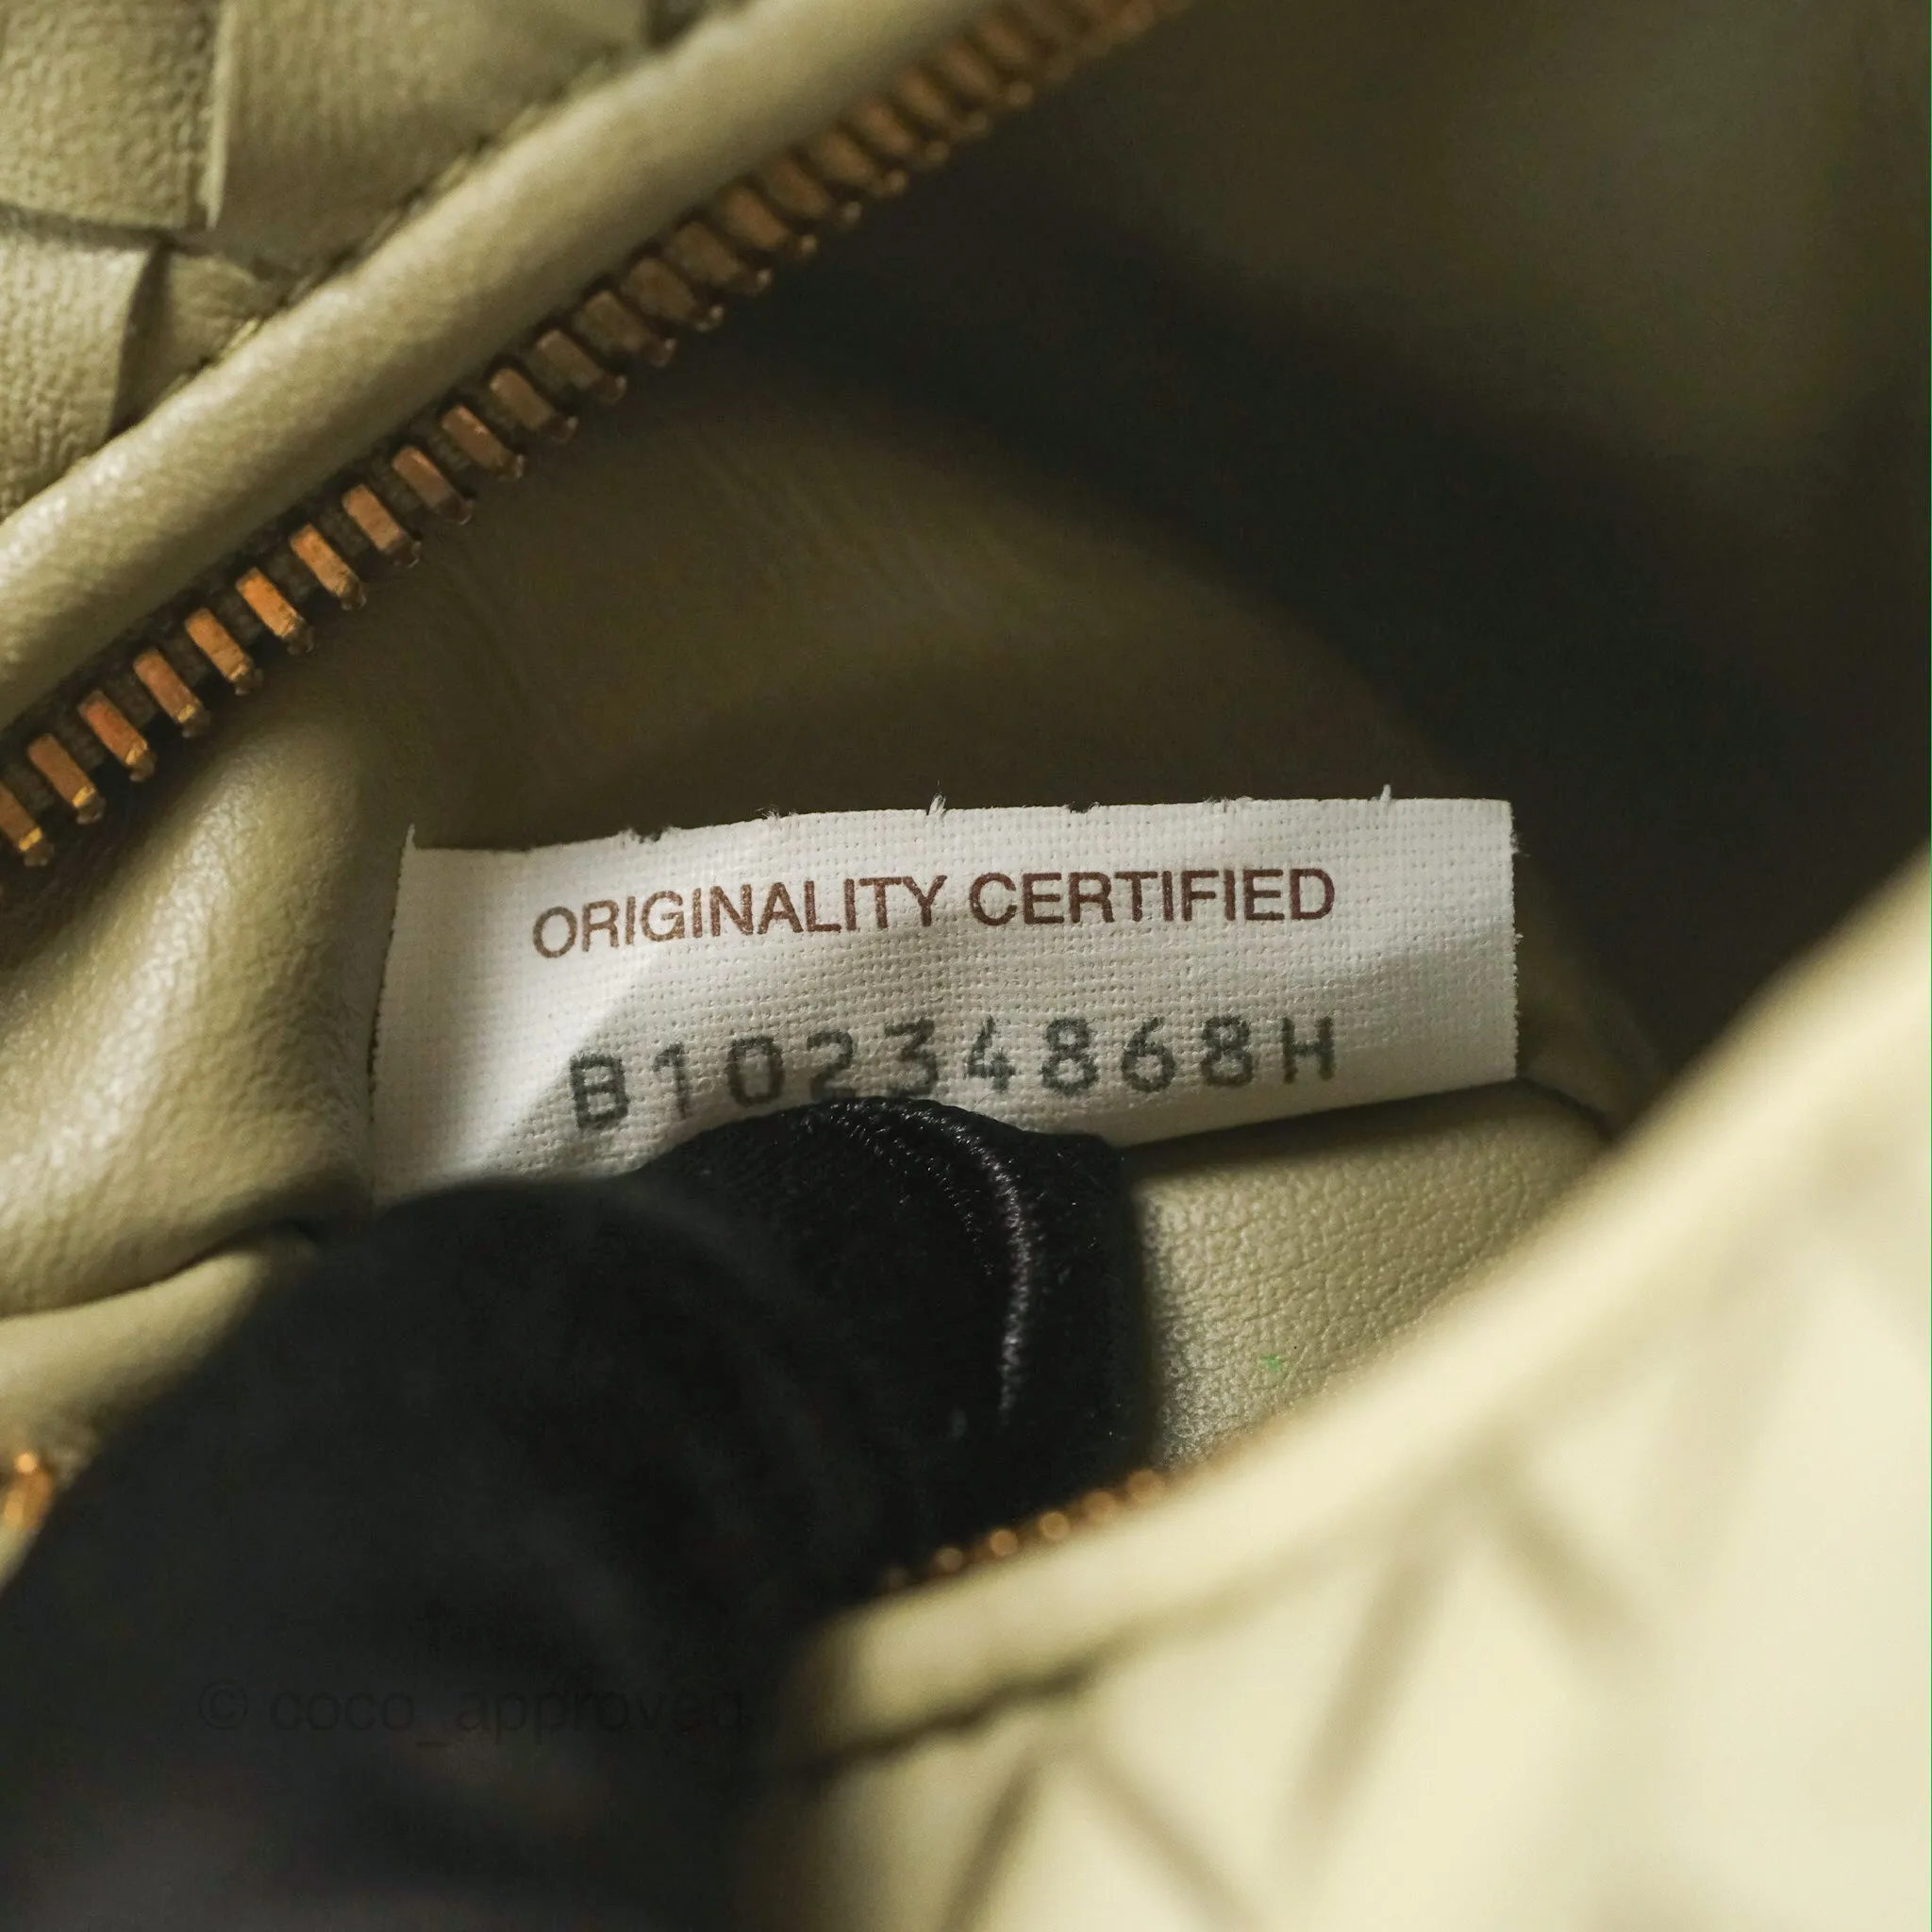 ORIGINALITY CERTIFIED
B10234868H
© coco_approved